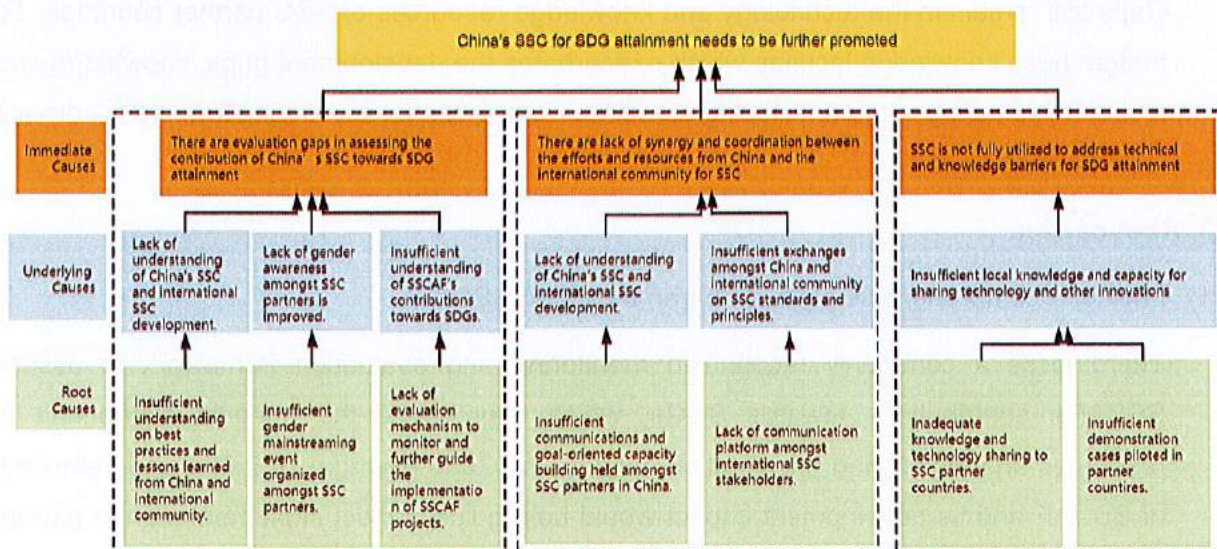 China's SSC for SDG attainment needs to be further promoted
Immediate
Causes
There are evaluation gaps in assessing the
contribution of China's SSC towards SDG
attainment
There are lack of synergy and coordination between
the efforts and resources from China and the
international community for SSC
SSC is not fully utilized to address technical
and knowledge barriers for SDG attainment
Underlying
Causes
Lack of
understanding
of China's SSC
and international
SSC
development.
Lack of gender
awareness
amongst SSC
partners is
improved.
Insufficient
understanding
of SSCAF's
contributions
towards SDGs.
Lack of understanding
of China's SSC and
international SSC
development.
Insufficient exchanges
amongst China and
international community
on SSC standards and
principles.
Insufficient local knowledge and capacity for
sharing technology and other innovations
Root
Causes
Insufficient
understanding
on best
practices and
lessons learned
from China and
international
community.
Insufficient
gender
mainstreaming
event
organized
amongst SSC
partners.
Lack of
evaluation
mechanism to
monitor and
further guide
the
implementatio
n of SSCAF
projects.
Insufficient
communications and
goal-oriented capacity
building held amongst
SSC partners in China.
Lack of communication
platform amongst
international SSC
stakeholders.
Inadequate
knowledge and
technology sharing to
SSC partner
countries.
Insufficient
demonstration
cases piloted in
partner
countires.